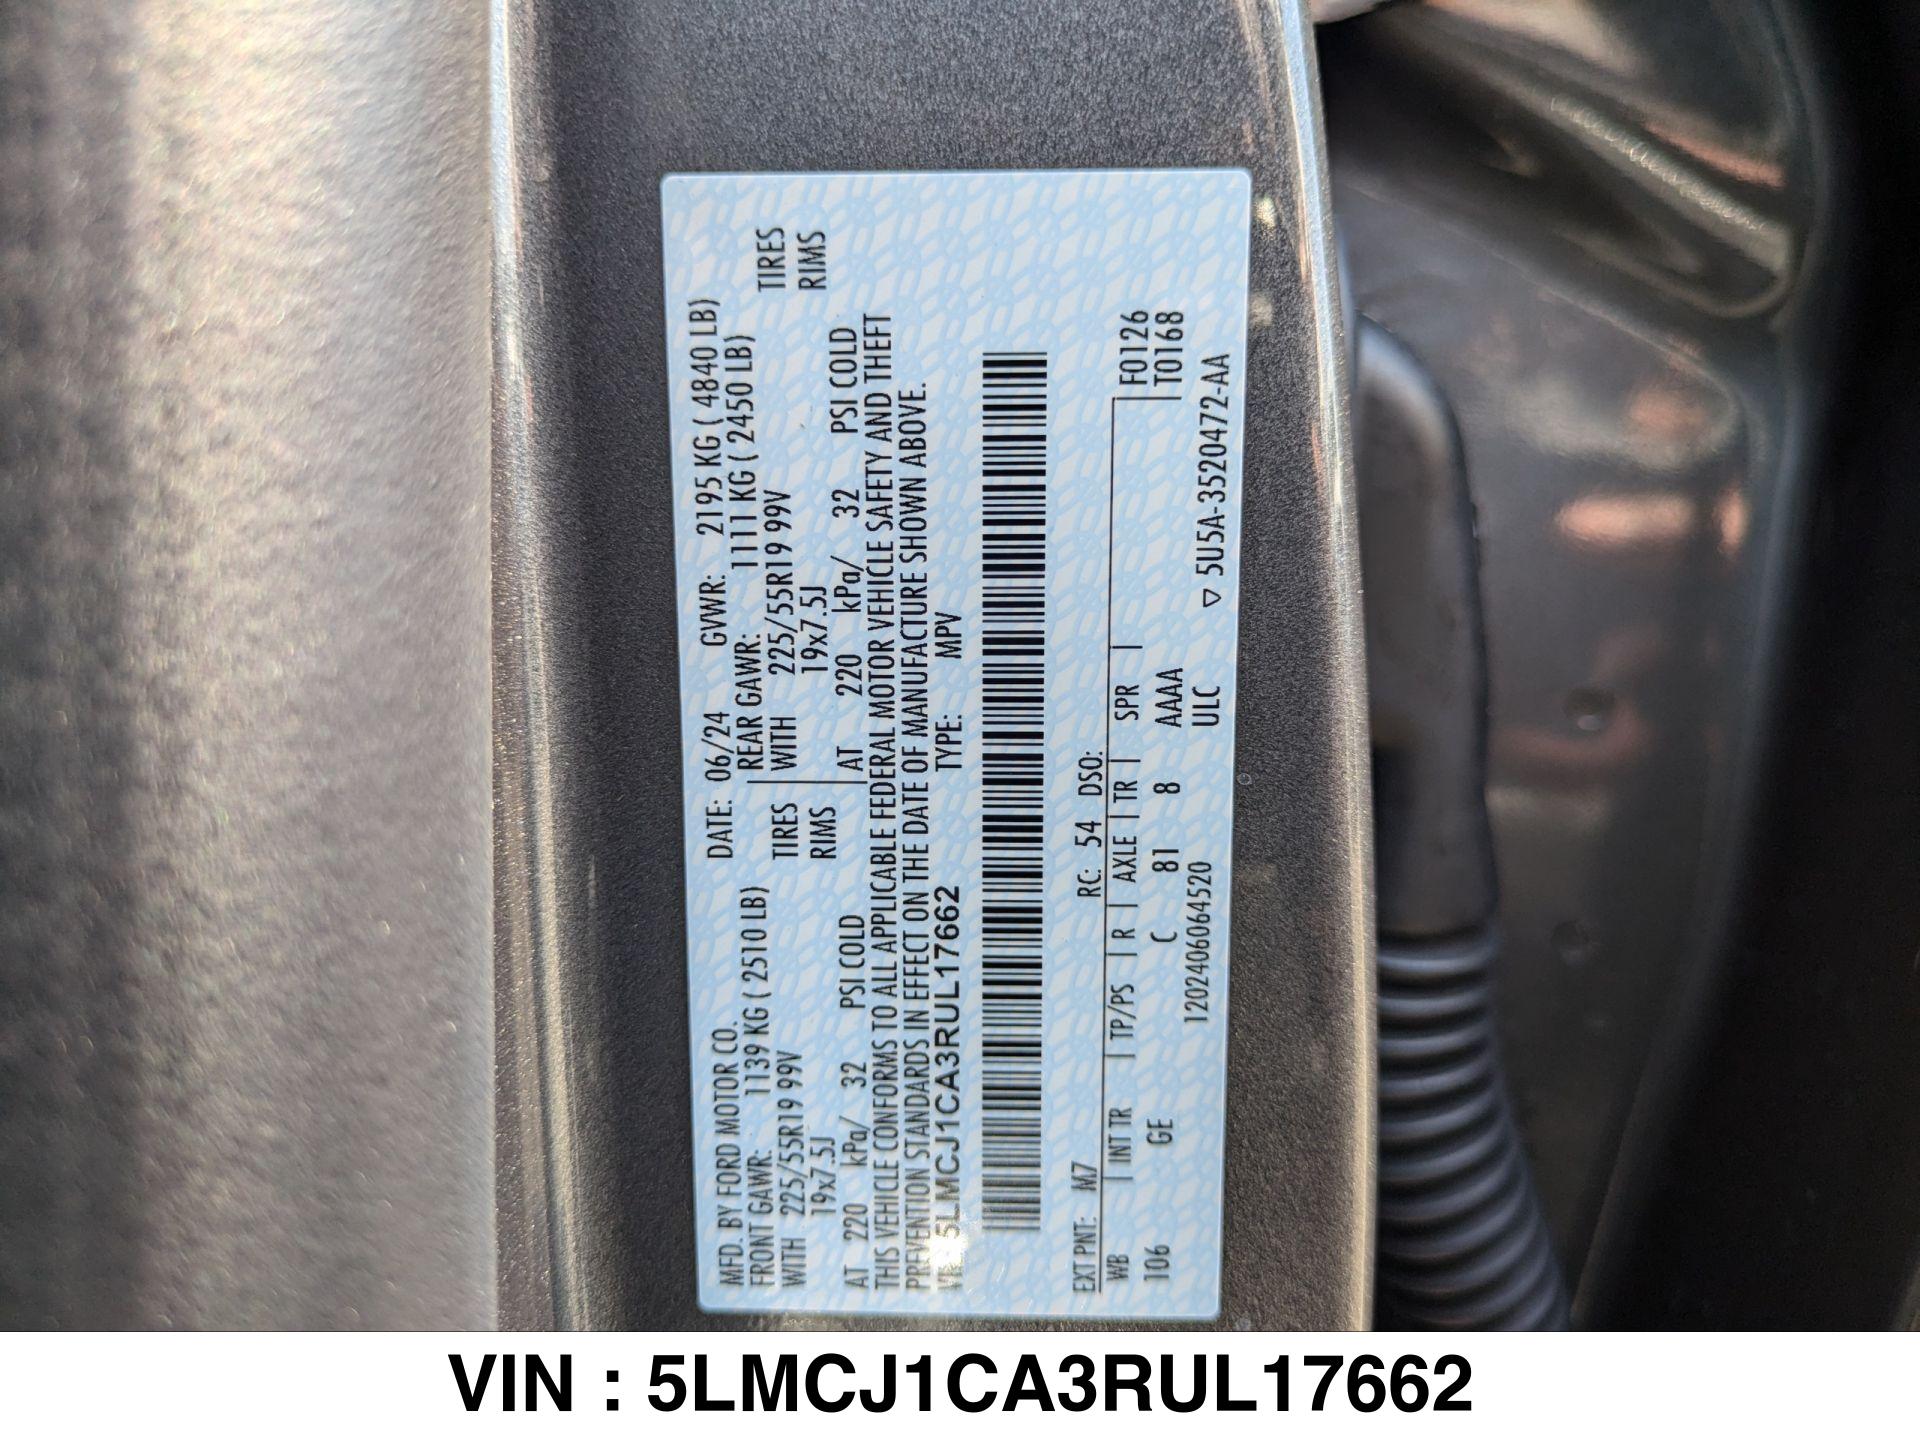 MFD. BY FORD MOTOR CO.
DATE: 06/24 GVWR: 2195 KG ( 4840 LB)
FRONT GAWR: 1139 KG ( 2510 LB) REAR GAWR: 1111 KG ( 2450 LB)
WITH 225/55R19 99V TIRES WITH 225/55R19 99V TIRES
19x7.5J RIMS 19x7.5J RIMS
AT 220 kPa/ 32 PSI COLD AT 220 kPa/ 32 PSI COLD
THIS VEHICLE CONFORMS TO ALL APPLICABLE FEDERAL MOTOR VEHICLE SAFETY AND THEFT
PREVENTION STANDARDS IN EFFECT ON THE DATE OF MANUFACTURE SHOWN ABOVE.
5LMCJ1CA3RUL17662 TYPE: MPV
EXT PNT: M7 RC: 54 DSO:
WB INT TR TP/PS R AXLE TR SPR F0126
106 GE C 81 8 AAAA T0168
1202406064520 ULC ▽ 5U5A-3520472-AA
VIN : 5LMCJ1CA3RUL17662